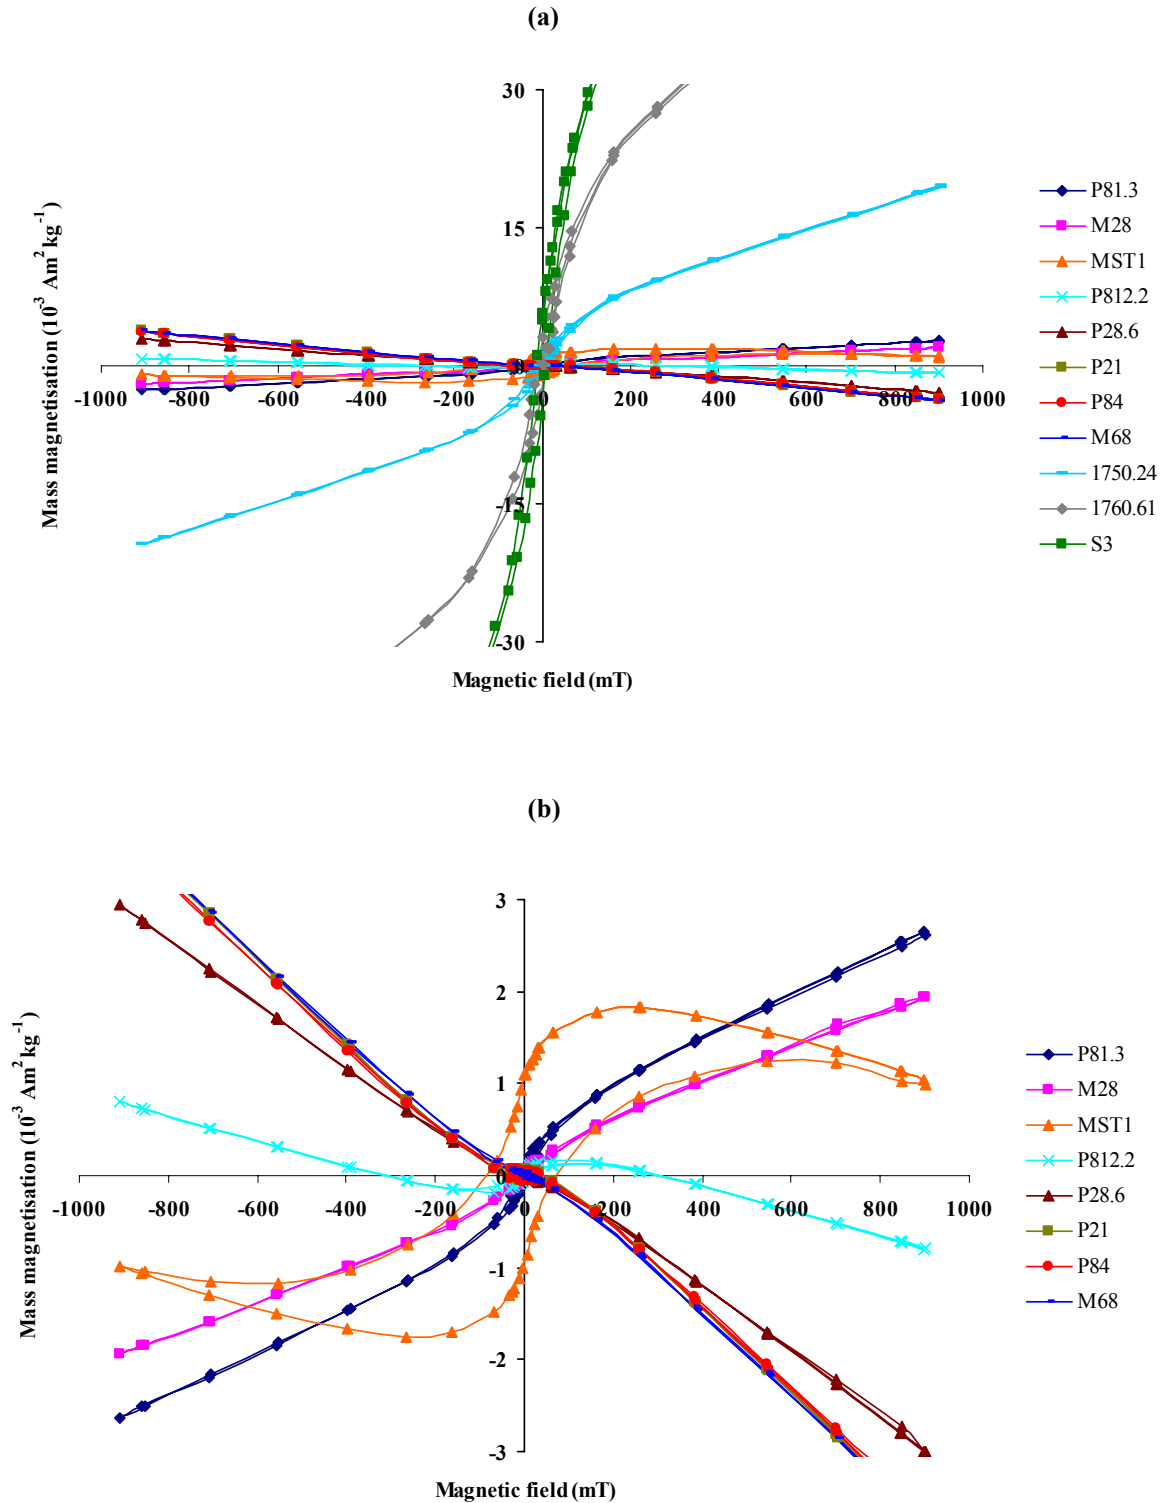 (a)
30
15
0
-15
-30
-1000 -800 -600 -400 -200 0 200 400 600 800 1000
Mass magnetisation (10⁻³ Am² kg⁻¹)
Magnetic field (mT)
P81.3
M28
MST1
P812.2
P28.6
P21
P84
M68
1750.24
1760.61
S3
(b)
3
2
1
0
-1
-2
-3
-1000 -800 -600 -400 -200 0 200 400 600 800 1000
Mass magnetisation (10⁻³ Am² kg⁻¹)
Magnetic field (mT)
P81.3
M28
MST1
P812.2
P28.6
P21
P84
M68